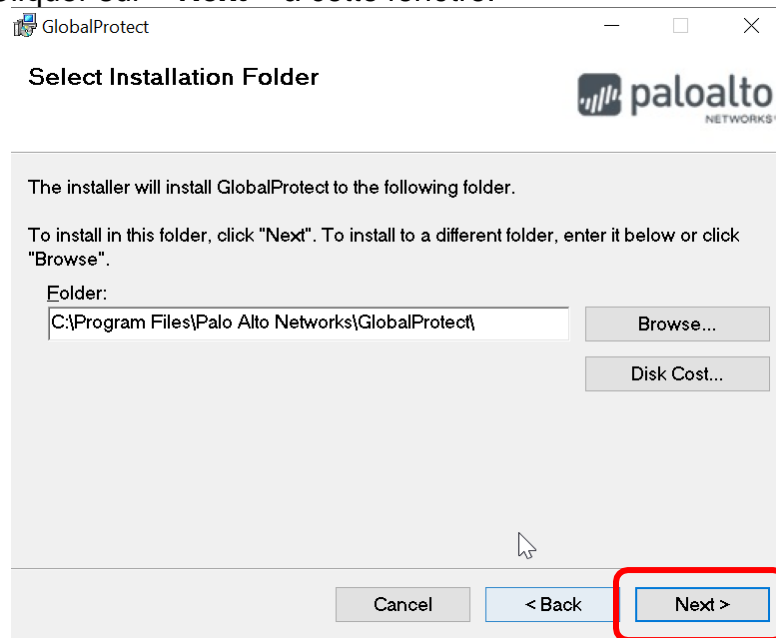 GlobalProtect
Select Installation Folder
paloalto
NETWORKS
The installer will install GlobalProtect to the following folder.
To install in this folder, click "Next". To install to a different folder, enter it below or click
"Browse".
Folder:
C:\Program Files\Palo Alto Networks\GlobalProtect\
Browse...
Disk Cost...
Cancel
< Back
Next >